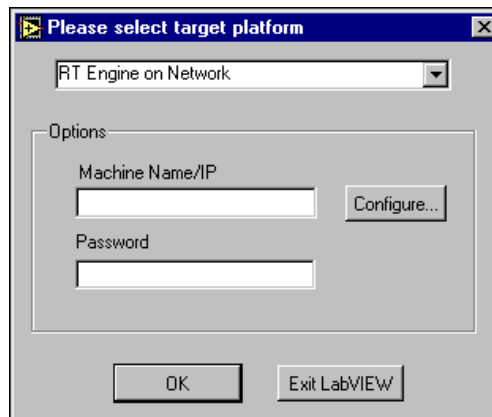 Please select target platform
RT Engine on Network
Options
Machine Name/IP
Configure...
Password
OK
Exit LabVIEW